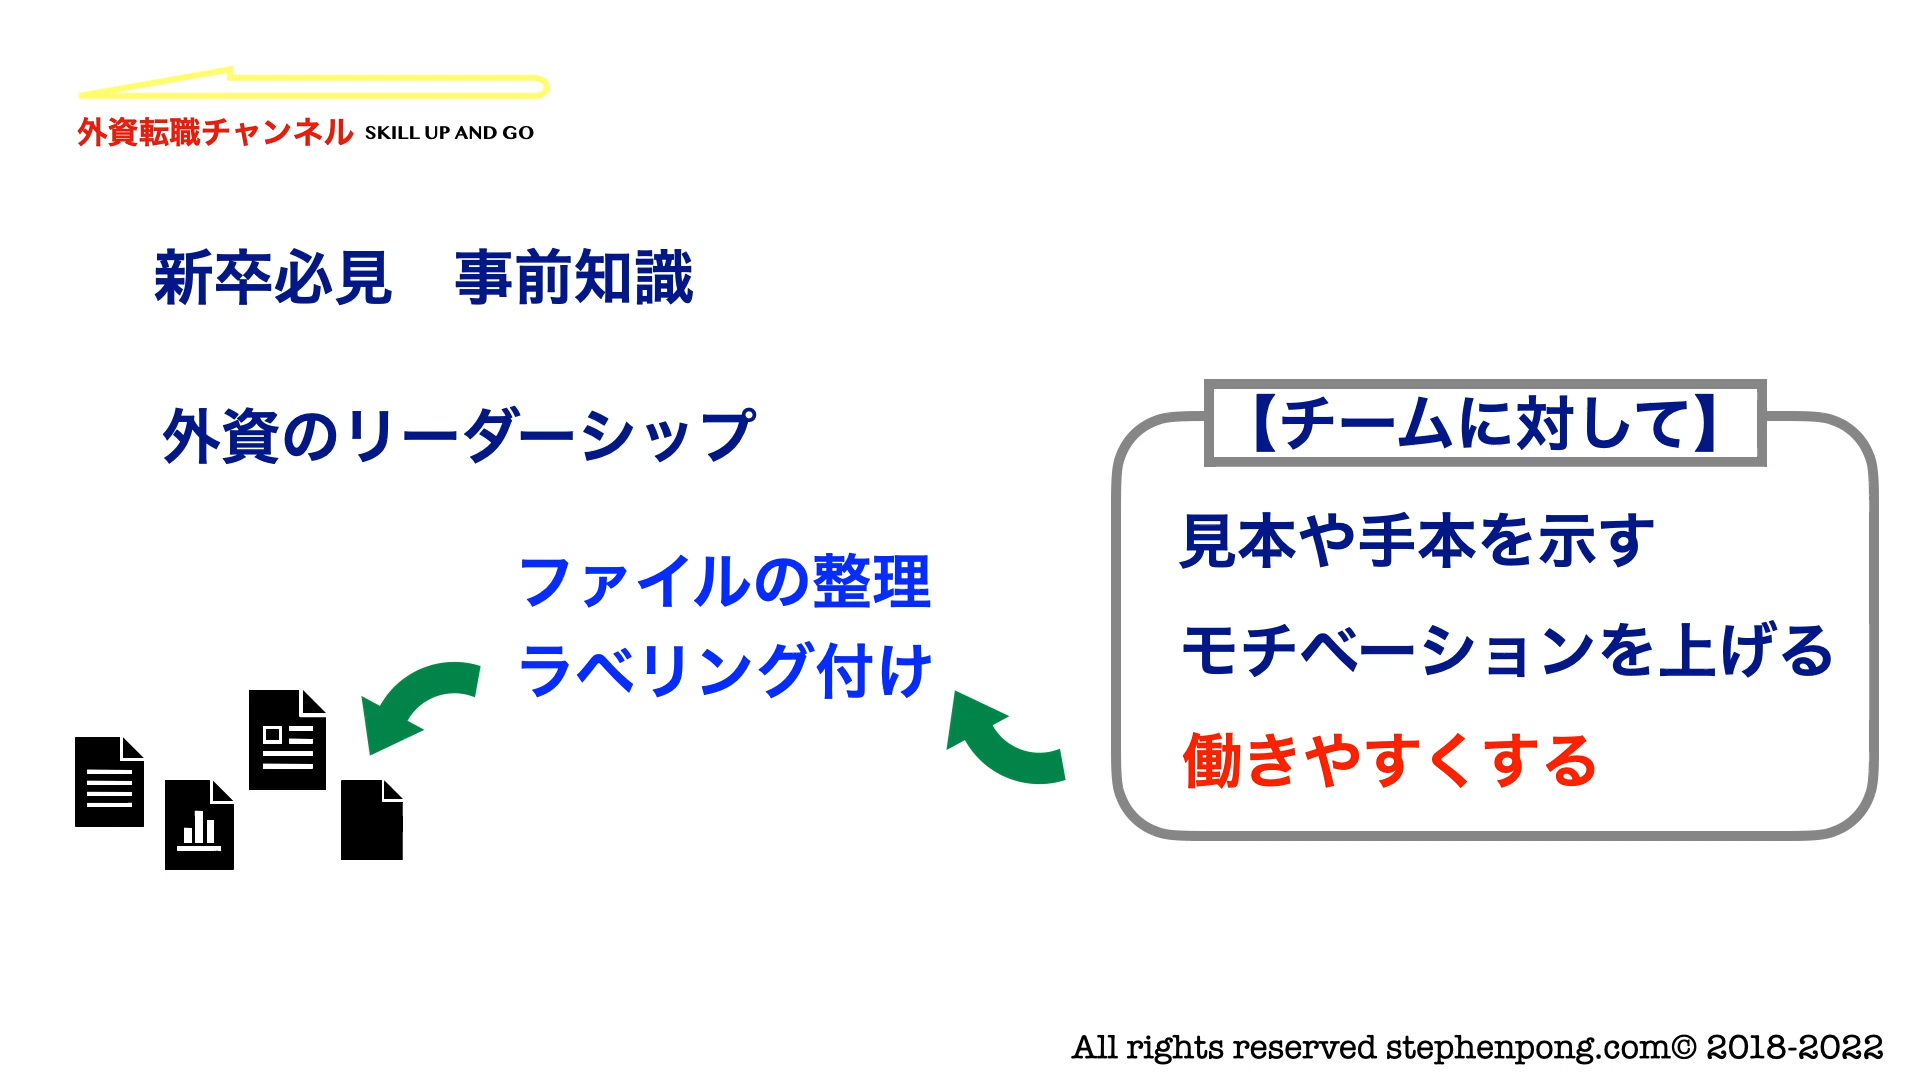 外資転職チャンネル SKILL UP AND GO
新卒必見　事前知識
外資のリーダーシップ
ファイルの整理
ラベリング付け
【チームに対して】
見本や手本を示す
モチベーションを上げる
働きやすくする
All rights reserved stephenpong.com© 2018-2022